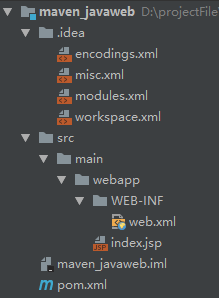 maven_javaweb D:\projectFile
.idea
encodings.xml
misc.xml
modules.xml
workspace.xml
src
main
webapp
WEB-INF
web.xml
index.jsp
maven_javaweb.iml
pom.xml